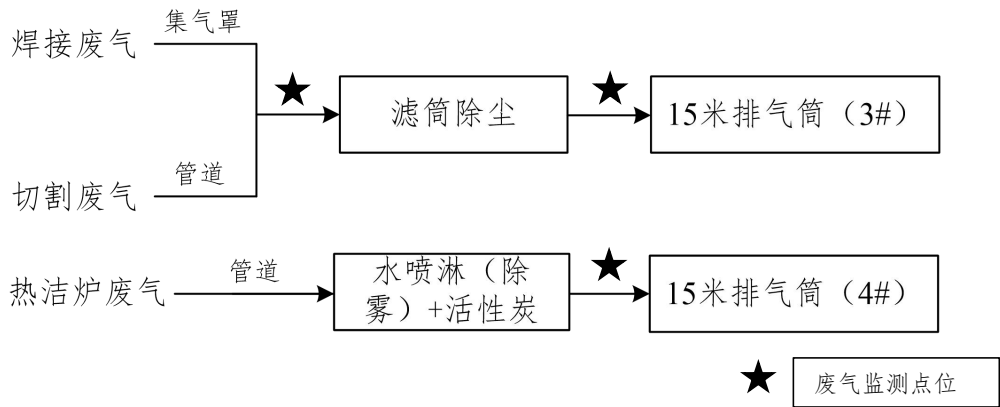 集气罩
焊接废气
滤筒除尘
15米排气筒（3#）
管道
切割废气
管道
水喷淋（除
雾）+活性炭
热洁炉废气
15米排气筒（4#）
废气监测点位